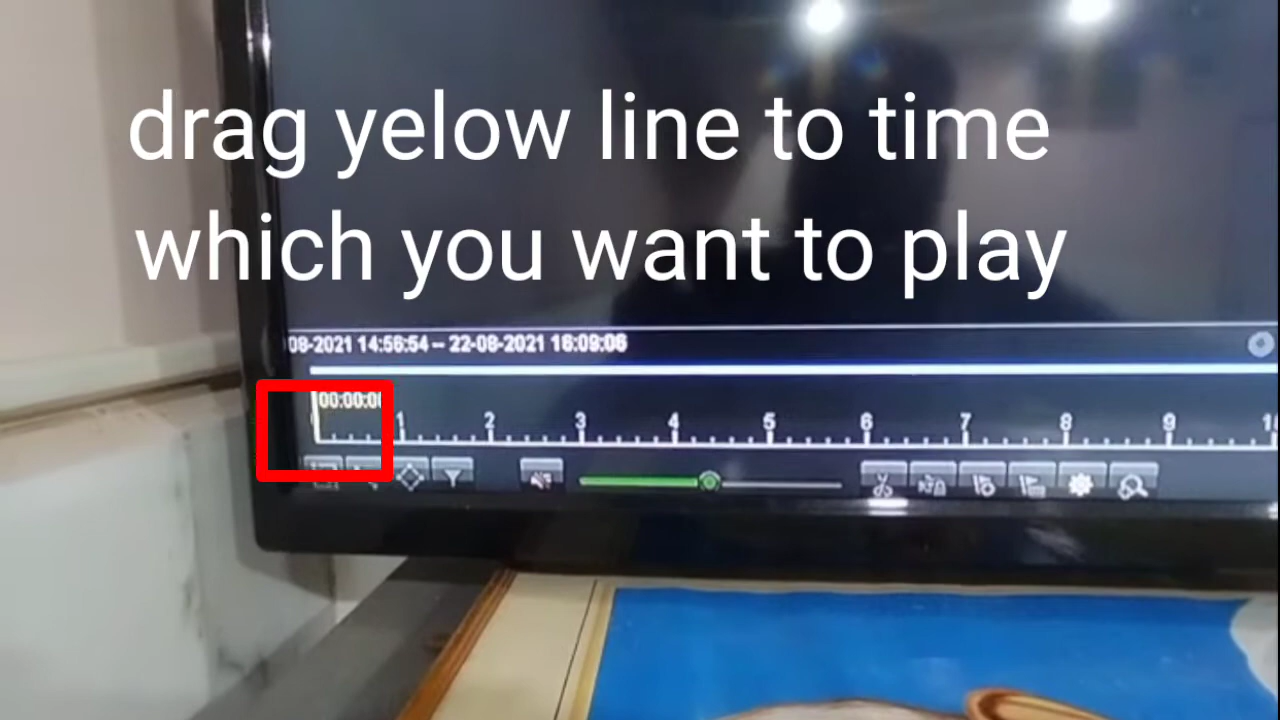 drag yelow line to time
which you want to play
08-2021 14:56:54 -- 22-08-2021 16:09:06
00:00:00
1 2 3 4 5 6 7 8 9